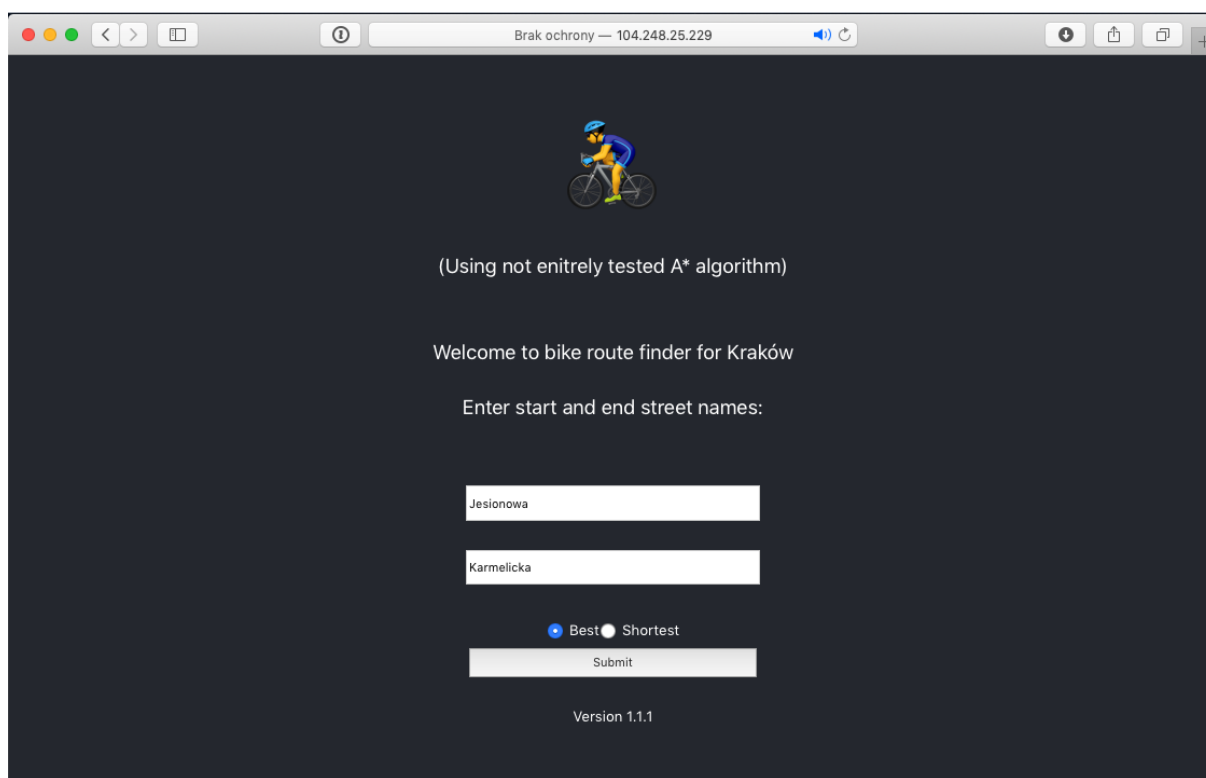 Brak ochrony — 104.248.25.229
(Using not enitrely tested A* algorithm)
Welcome to bike route finder for Kraków
Enter start and end street names:
Jesionowa
Karmelicka
Best Shortest
Submit
Version 1.1.1